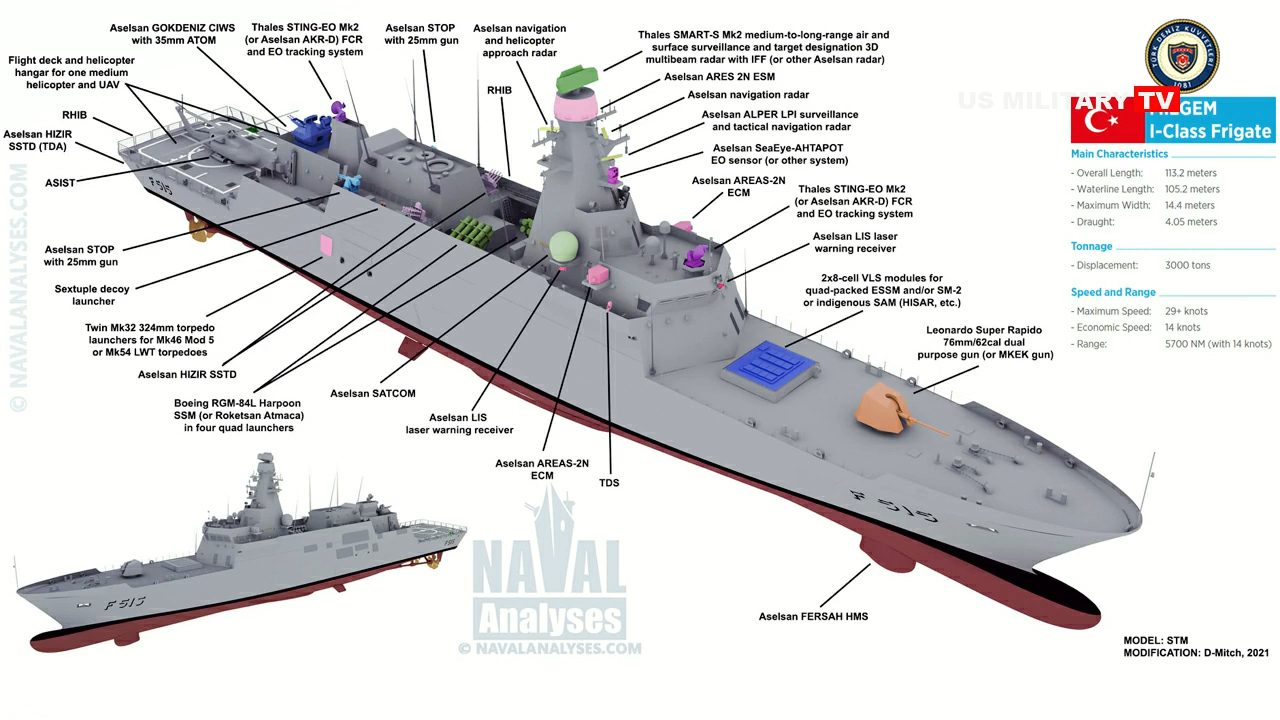 Aselsan GOKDENIZ CIWS
with 35mm ATOM
Thales STING-EO Mk2
(or Aselsan AKR-D) FCR
and EO tracking system
Aselsan STOP
with 25mm gun
Aselsan navigation
and helicopter
approach radar
Thales SMART-S Mk2 medium-to-long-range air and
surface surveillance and target designation 3D
multibeam radar with IFF (or other Aselsan radar)
Flight deck and helicopter
hangar for one medium
helicopter and UAV
RHIB
RHIB
Aselsan ARES 2N ESM
Aselsan navigation radar
Aselsan ALPER LPI surveillance
and tactical navigation radar
Aselsan HIZIR
SSTD (TDA)
Aselsan SeaEye-AHTAPOT
EO sensor (or other system)
ASIST
Aselsan AREAS-2N
ECM
Thales STING-EO Mk2
(or Aselsan AKR-D) FCR
and EO tracking system
Aselsan STOP
with 25mm gun
Aselsan LIS laser
warning receiver
Sextuple decoy
launcher
2x8-cell VLS modules for
quad-packed ESSM and/or SM-2
or indigenous SAM (HISAR, etc.)
Twin Mk32 324mm torpedo
launchers for Mk46 Mod 5
or Mk54 LWT torpedoes
Leonardo Super Rapido
76mm/62cal dual
purpose gun (or MKEK gun)
Aselsan HIZIR SSTD
Aselsan SATCOM
Boeing RGM-84L Harpoon
SSM (or Roketsan Atmaca)
in four quad launchers
Aselsan LIS
laser warning receiver
Aselsan AREAS-2N
ECM
TDS
Aselsan FERSAH HMS
F 515
F 515
F 515
TÜRK DENİZ KUVVETLERİ
1081
US MILITARY TV
I-Class Frigate
Main Characteristics
- Overall Length: 113.2 meters
- Waterline Length: 105.2 meters
- Maximum Width: 14.4 meters
- Draught: 4.05 meters
Tonnage
- Displacement: 3000 tons
Speed and Range
- Maximum Speed: 29+ knots
- Economic Speed: 14 knots
- Range: 5700 NM (with 14 knots)
© NAVALANALYSES.COM
NAVAL
Analyses
© NAVALANALYSES.COM
MODEL: STM
MODIFICATION: D-Mitch, 2021